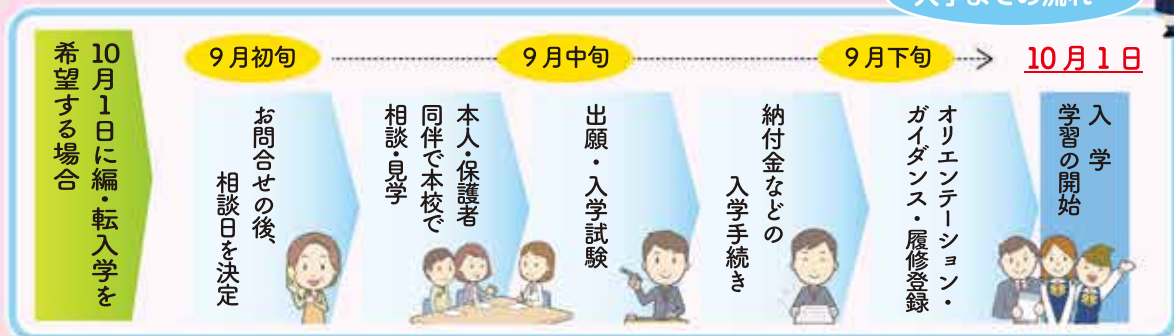 10月1日に編・転入学を
希望する場合
9月初旬
9月中旬
9月下旬
10月1日
お問合せの後、
相談日を決定
本人・保護者
同伴で本校で
相談・見学
出願・入学試験
納付金などの
入学手続き
オリエンテーション・
ガイダンス・履修登録
入学
学習の開始